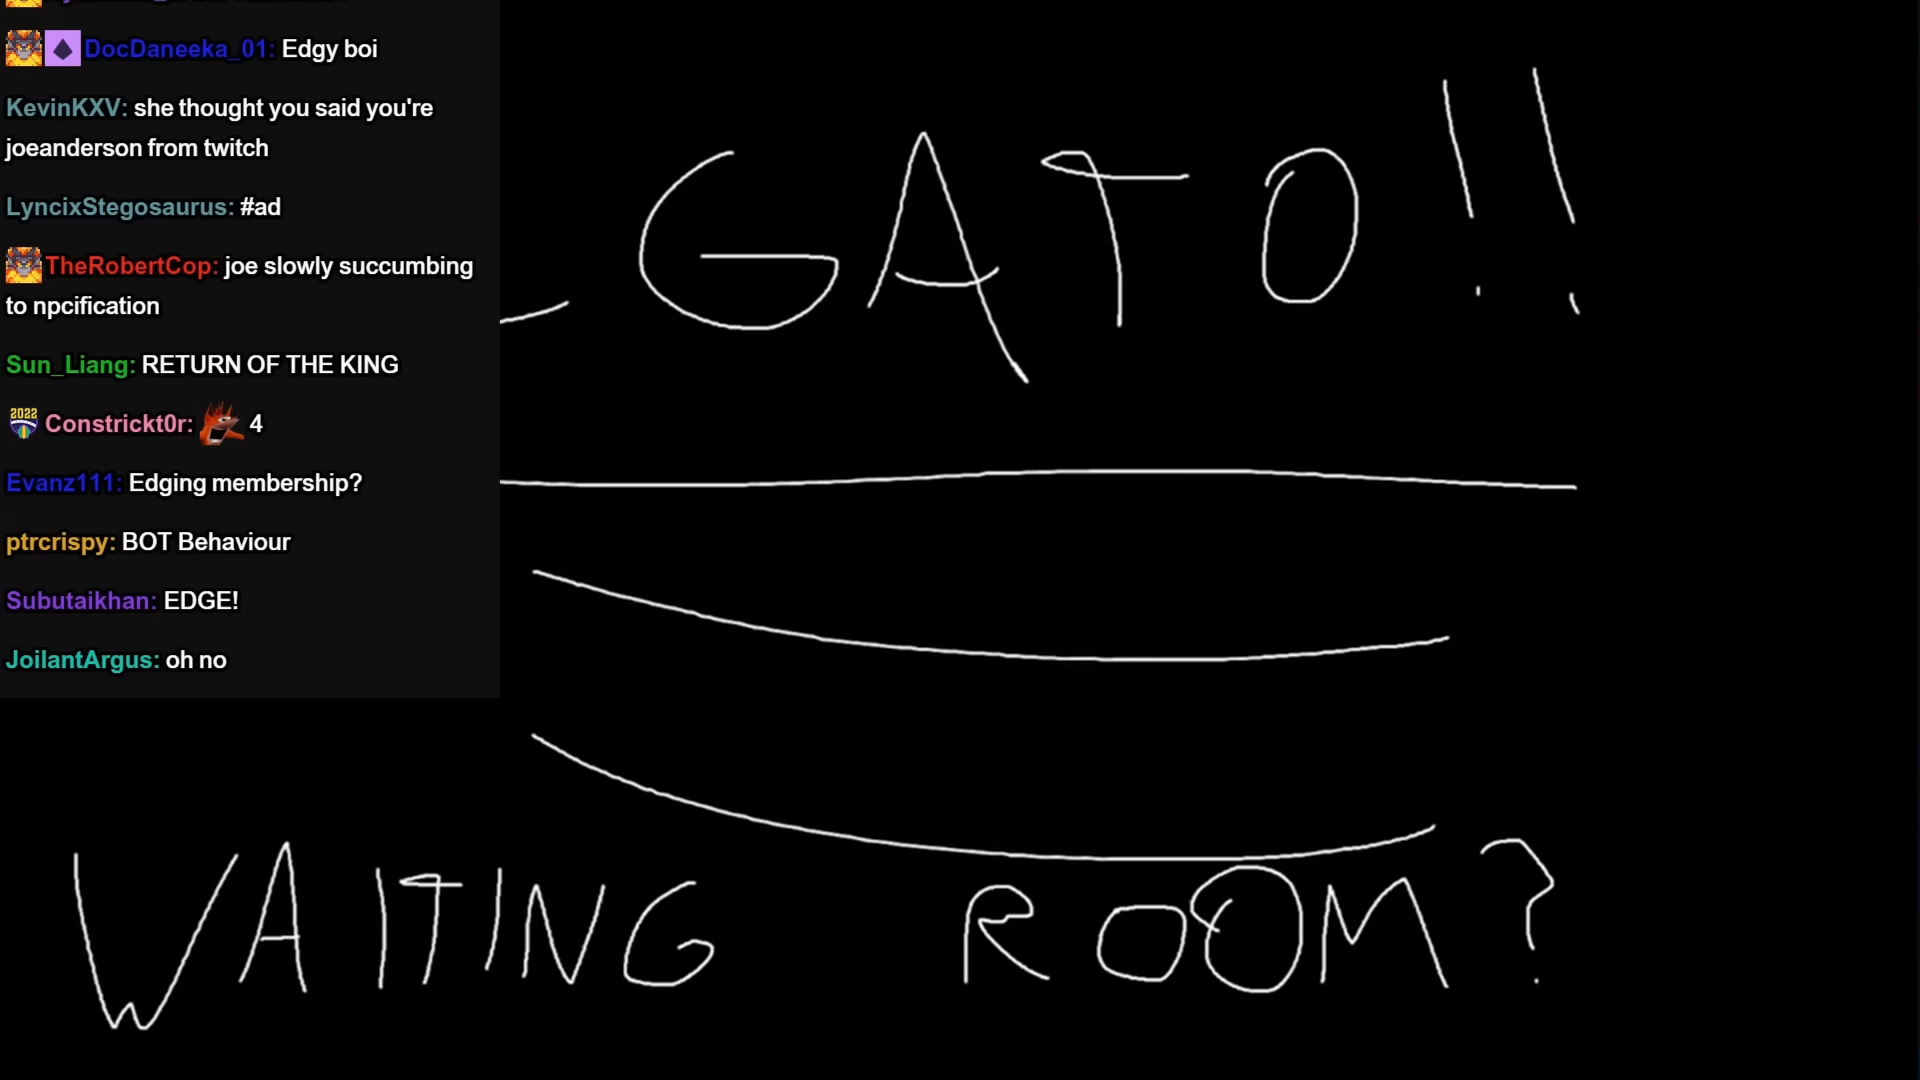 DocDaneeka_01: Edgy boi
KevinKXV: she thought you said you're
joeanderson from twitch
LyncixStegosaurus: #ad
TheRobertCop: joe slowly succumbing
to npcification
Sun_Liang: RETURN OF THE KING
2022 Constrickt0r: 4
Evanz111: Edging membership?
ptrcrispy: BOT Behaviour
Subutaikhan: EDGE!
JoilantArgus: oh no
GATO!!
WAITING ROOM?